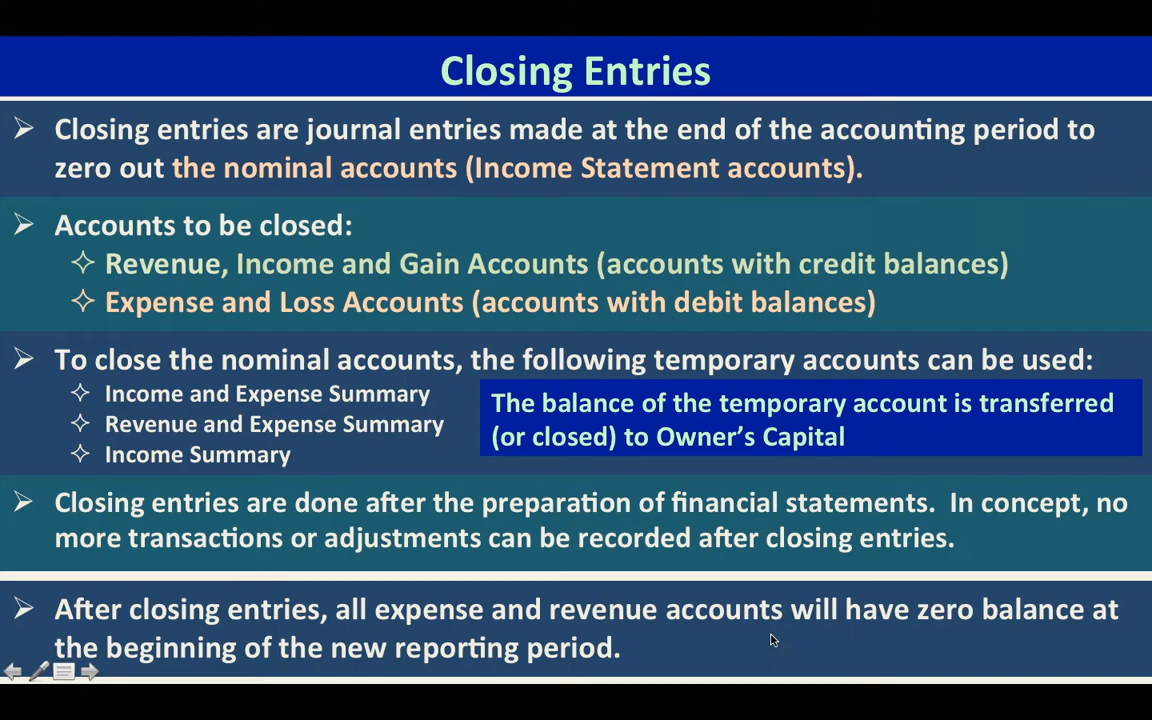 Closing Entries
Closing entries are journal entries made at the end of the accounting period to
zero out the nominal accounts (Income Statement accounts).
Accounts to be closed:
Revenue, Income and Gain Accounts (accounts with credit balances)
Expense and Loss Accounts (accounts with debit balances)
To close the nominal accounts, the following temporary accounts can be used:
Income and Expense Summary
Revenue and Expense Summary
Income Summary
The balance of the temporary account is transferred
(or closed) to Owner’s Capital
Closing entries are done after the preparation of financial statements.  In concept, no
more transactions or adjustments can be recorded after closing entries.
After closing entries, all expense and revenue accounts will have zero balance at
the beginning of the new reporting period.